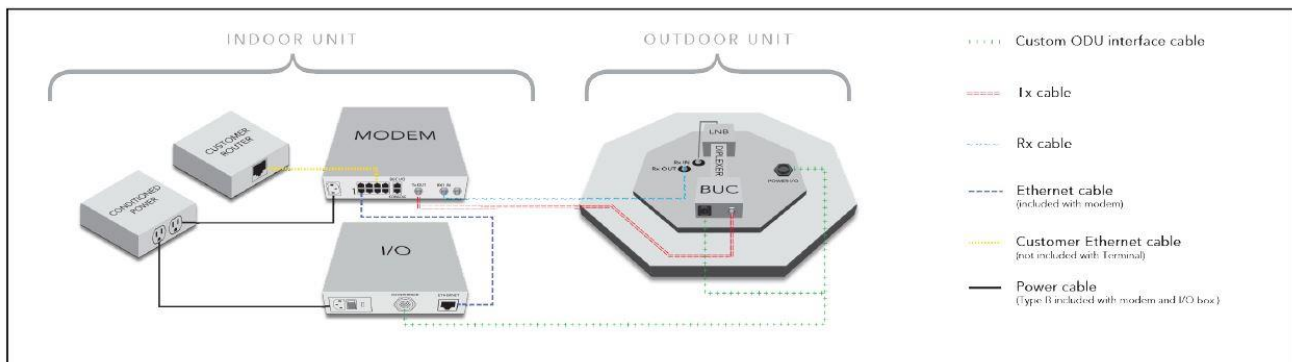 INDOOR UNIT
OUTDOOR UNIT
MODEM
CUSTOMER
ROUTER
CONDITIONED
POWER
I/O
1
ETHERNET
LNB
DIPLEXER
BUC
Rx IN
Rx OUT
POWER I/O
Custom ODU interface cable
Tx cable
Rx cable
Ethernet cable
(included with modem)
Customer Ethernet cable
(not included with Terminal)
Power cable
(Type B included with modem and I/O box)